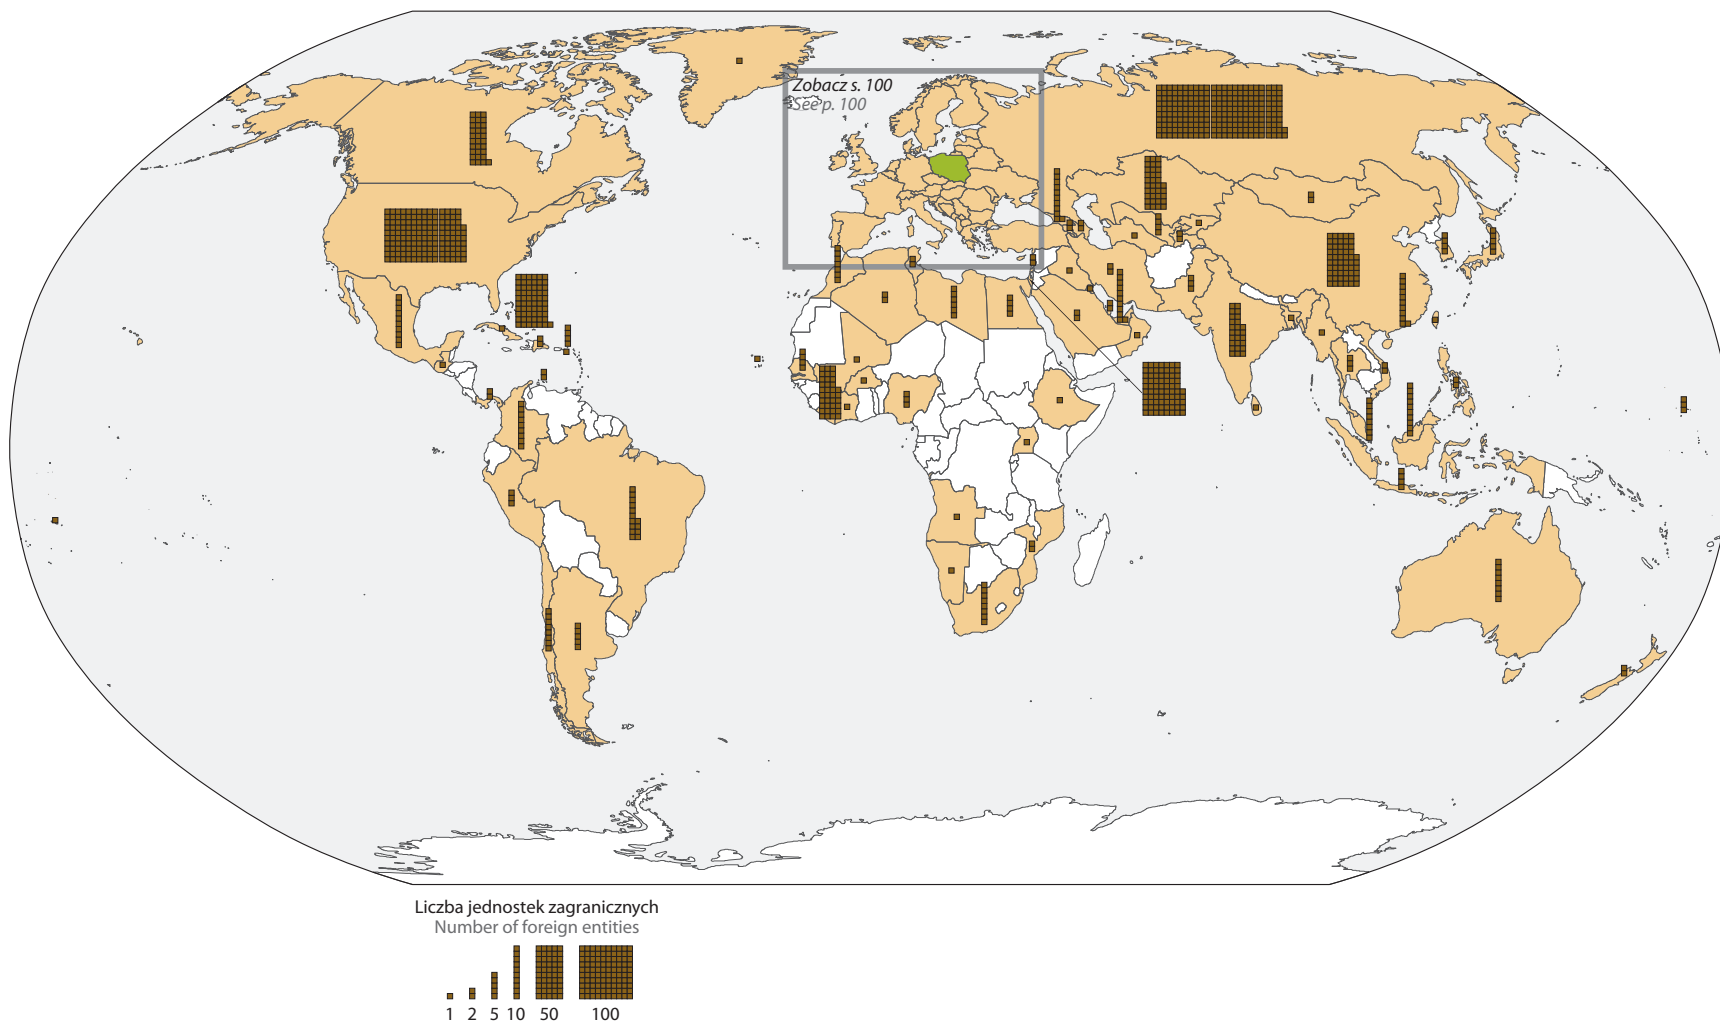 Zobacz s. 100
See p. 100
Liczba jednostek zagranicznych
Number of foreign entities
1 2 5 10 50 100